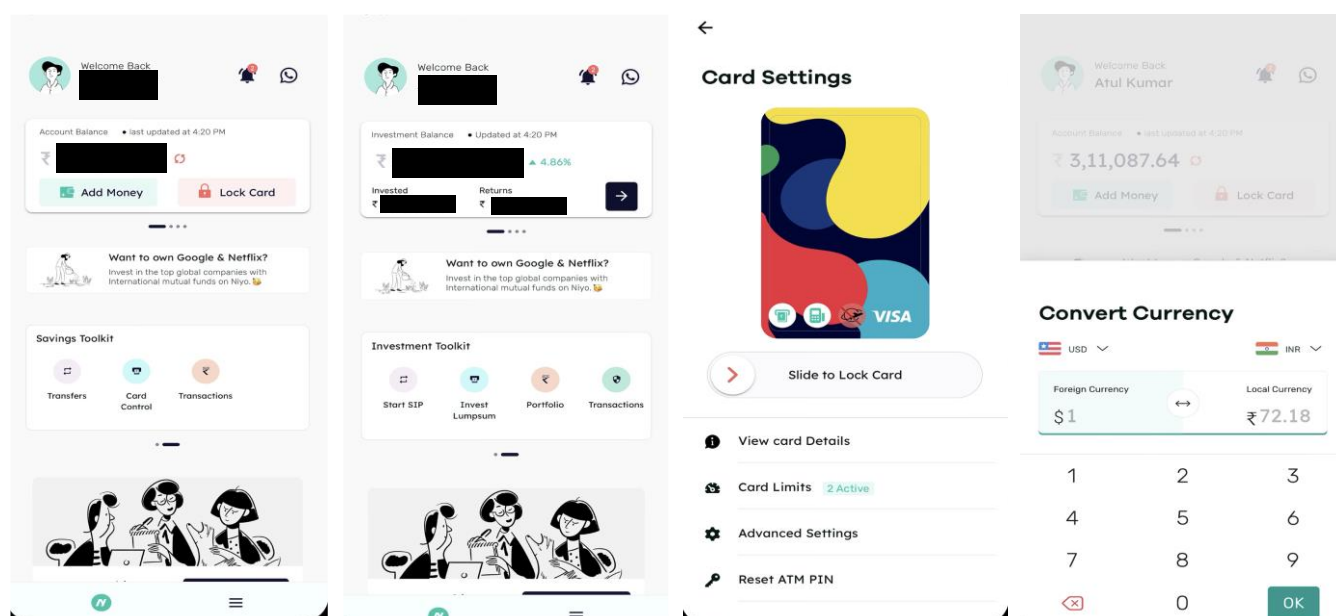 Welcome Back
Account Balance • last updated at 4:20 PM
₹
Add Money
Lock Card
Want to own Google & Netflix?
Invest in the top global companies with
International mutual funds on Niyo.
Savings Toolkit
Transfers
Card
Control
Transactions
Welcome Back
Investment Balance • Updated at 4:20 PM
₹ ▲ 4.86%
Invested
Returns
₹ ₹
Want to own Google & Netflix?
Invest in the top global companies with
International mutual funds on Niyo.
Investment Toolkit
Start SIP
Invest
Lumpsum
Portfolio
Transactions
Card Settings
VISA
Slide to Lock Card
View card Details
Card Limits 2 Active
Advanced Settings
Reset ATM PIN
Welcome Back
Atul Kumar
Account Balance • last updated at 4:20 PM
₹ 3,11,087.64
Add Money
Lock Card
Convert Currency
USD
INR
Foreign Currency
Local Currency
$1
₹72.18
1 2 3
4 5 6
7 8 9
0 OK